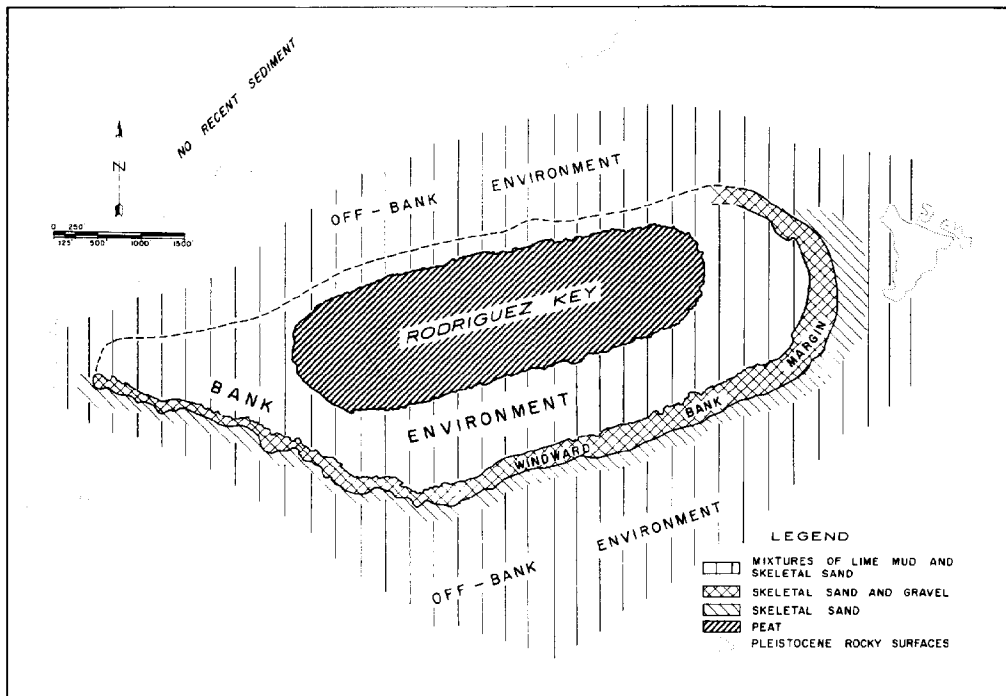 NO RECENT SEDIMENT
N
0 250
125 500 1000 1500
OFF-BANK ENVIRONMENT
RODRIGUEZ KEY
BANK
ENVIRONMENT
WINDWARD BANK MARGIN
OFF-BANK ENVIRONMENT
LEGEND
MIXTURES OF LIME MUD AND
SKELETAL SAND
SKELETAL SAND AND GRAVEL
SKELETAL SAND
PEAT
PLEISTOCENE ROCKY SURFACES